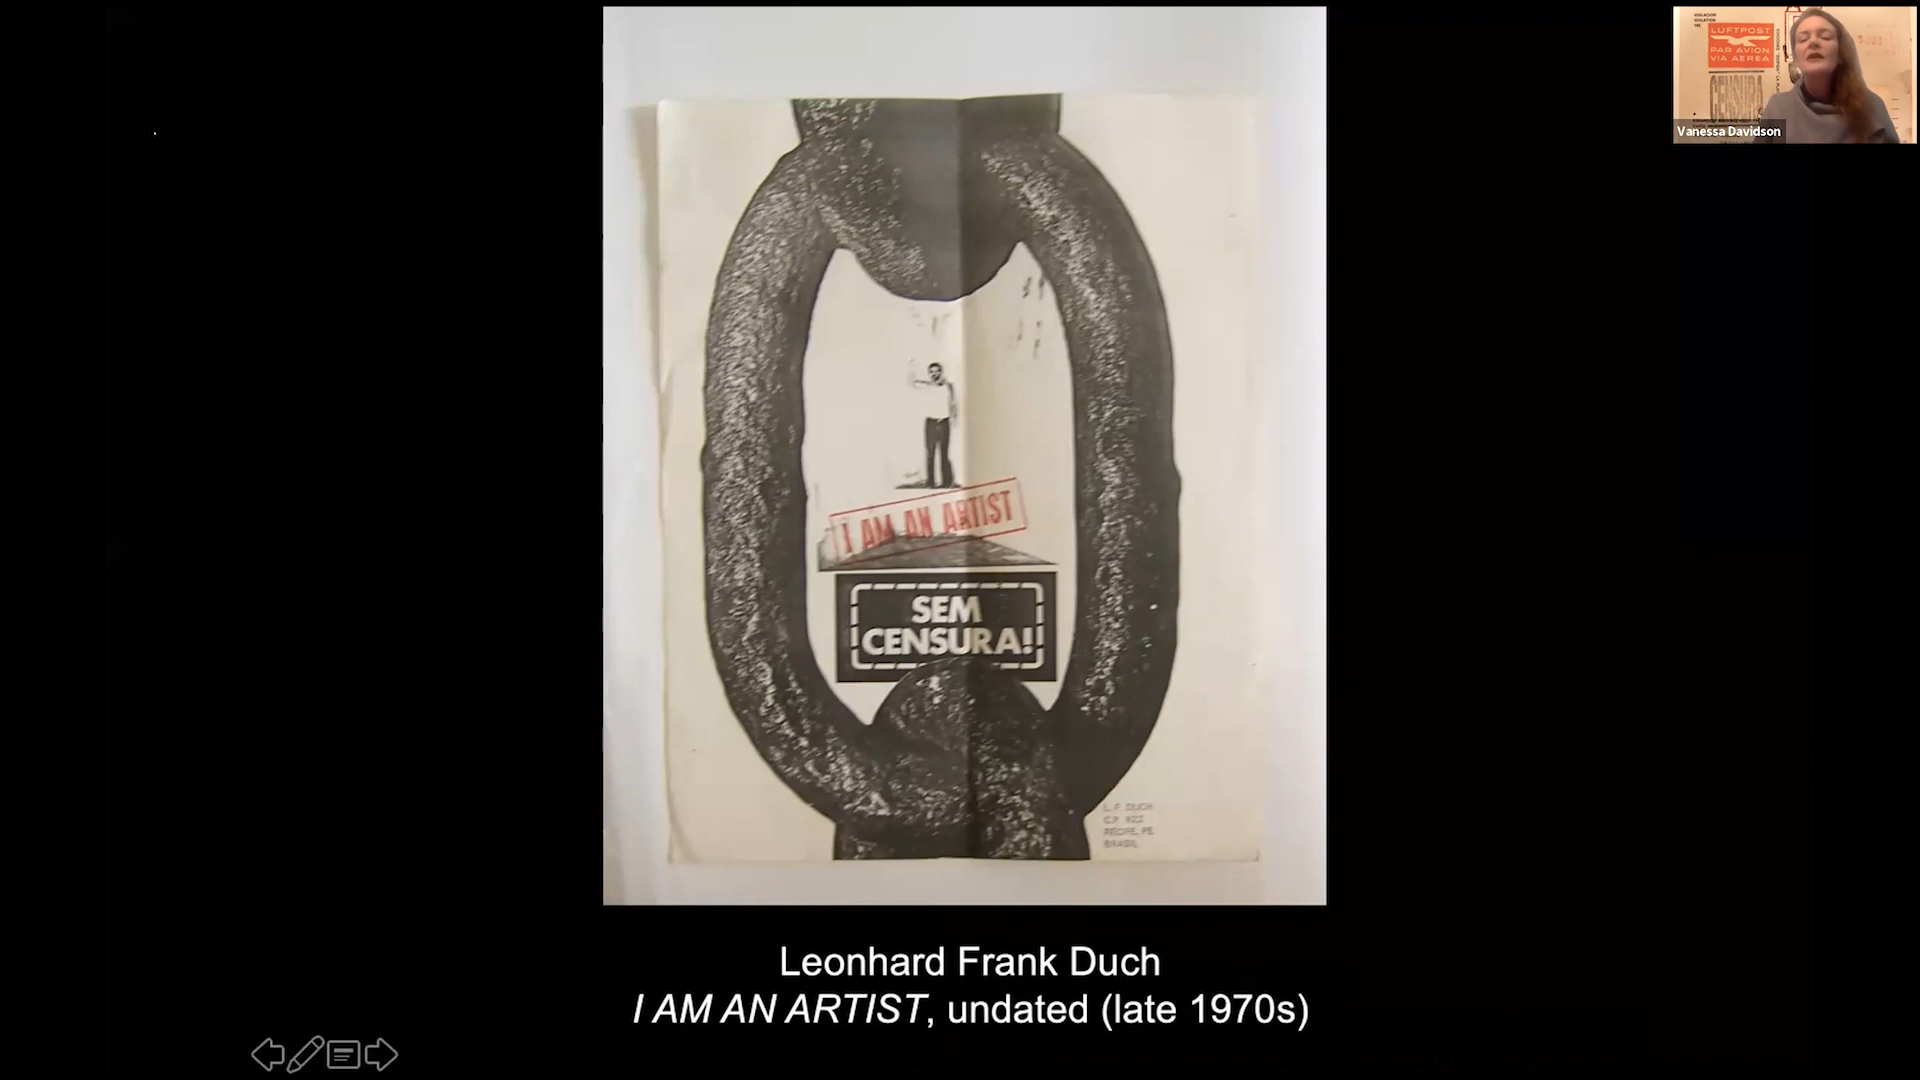 I AM AN ARTIST
SEM
CENSURA!
L. F. DUCH
RECIFE, PE
BRASIL
Leonhard Frank Duch
I AM AN ARTIST, undated (late 1970s)
LUFTPOST
PAR AVION
VIA AEREA
CENSURA
Vanessa Davidson